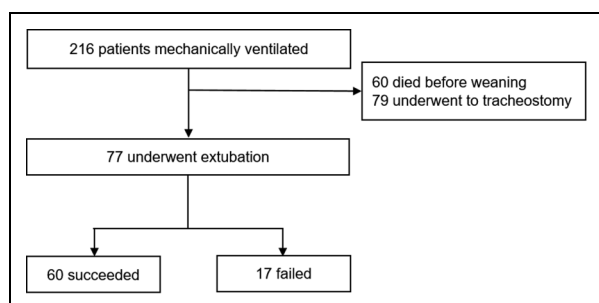 216 patients mechanically ventilated
60 died before weaning
79 underwent to tracheostomy
77 underwent extubation
60 succeeded
17 failed